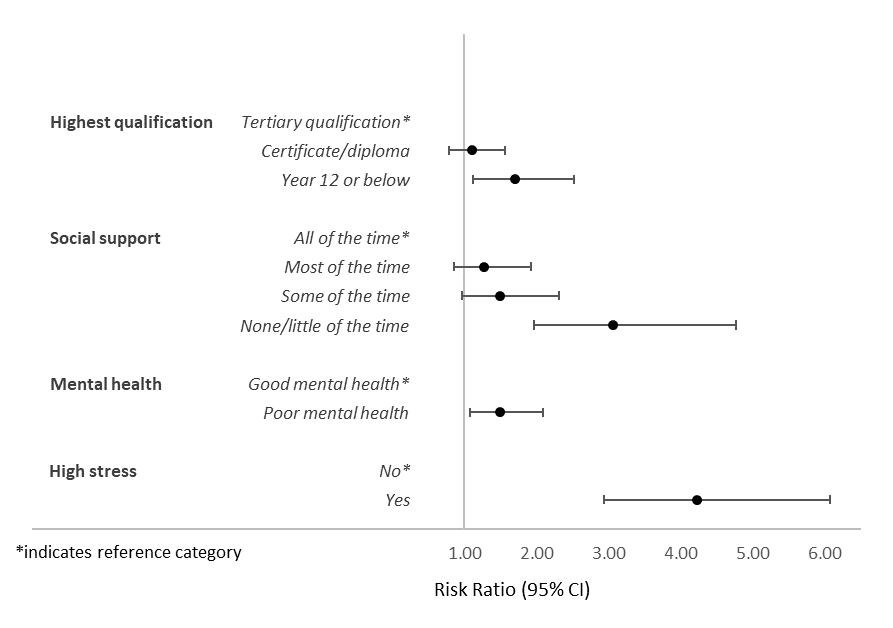 Highest qualification Tertiary qualification*
Certificate/diploma
Year 12 or below
Social support All of the time*
Most of the time
Some of the time
None/little of the time
Mental health Good mental health*
Poor mental health
High stress No*
Yes
*indicates reference category 1.00 2.00 3.00 4.00 5.00 6.00
Risk Ratio (95% CI)